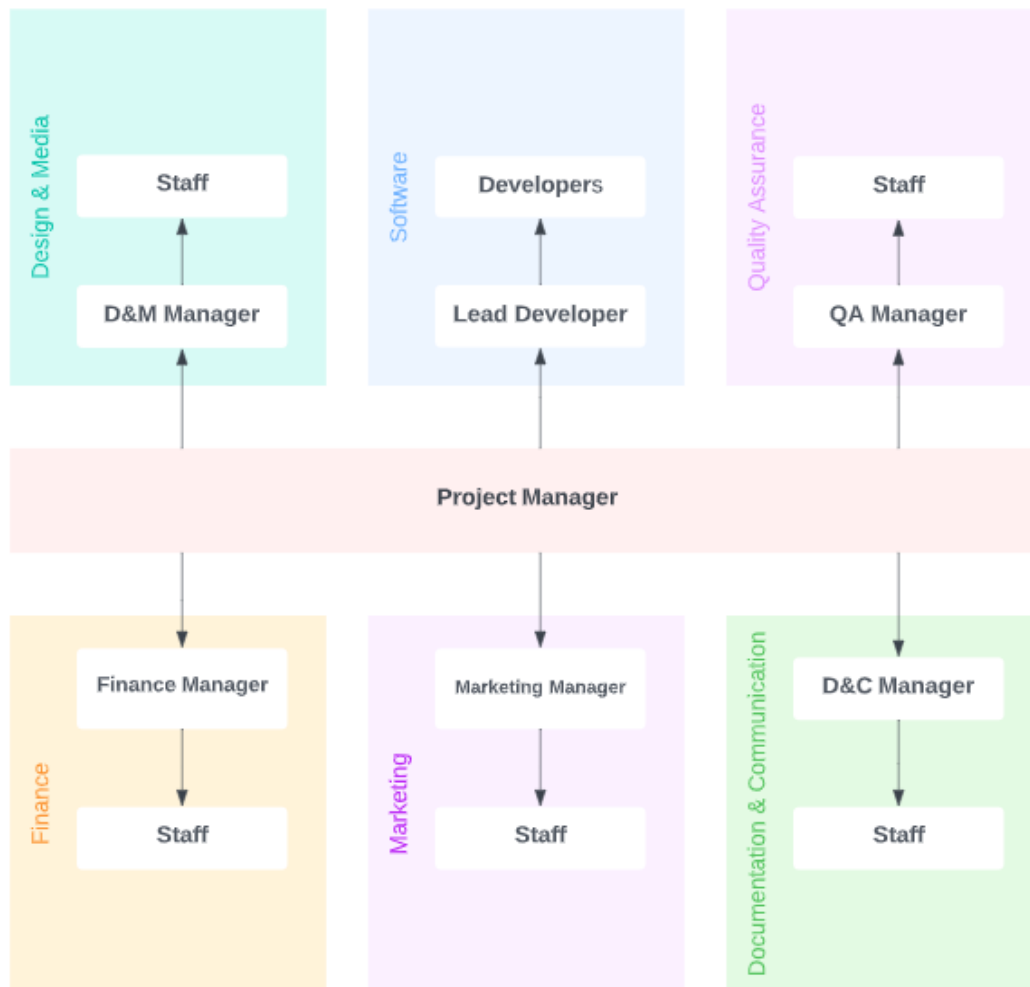 Design & Media
Staff
D&M Manager
Software
Developers
Lead Developer
Quality Assurance
Staff
QA Manager
Project Manager
Finance
Finance Manager
Staff
Marketing
Marketing Manager
Staff
Documentation & Communication
D&C Manager
Staff